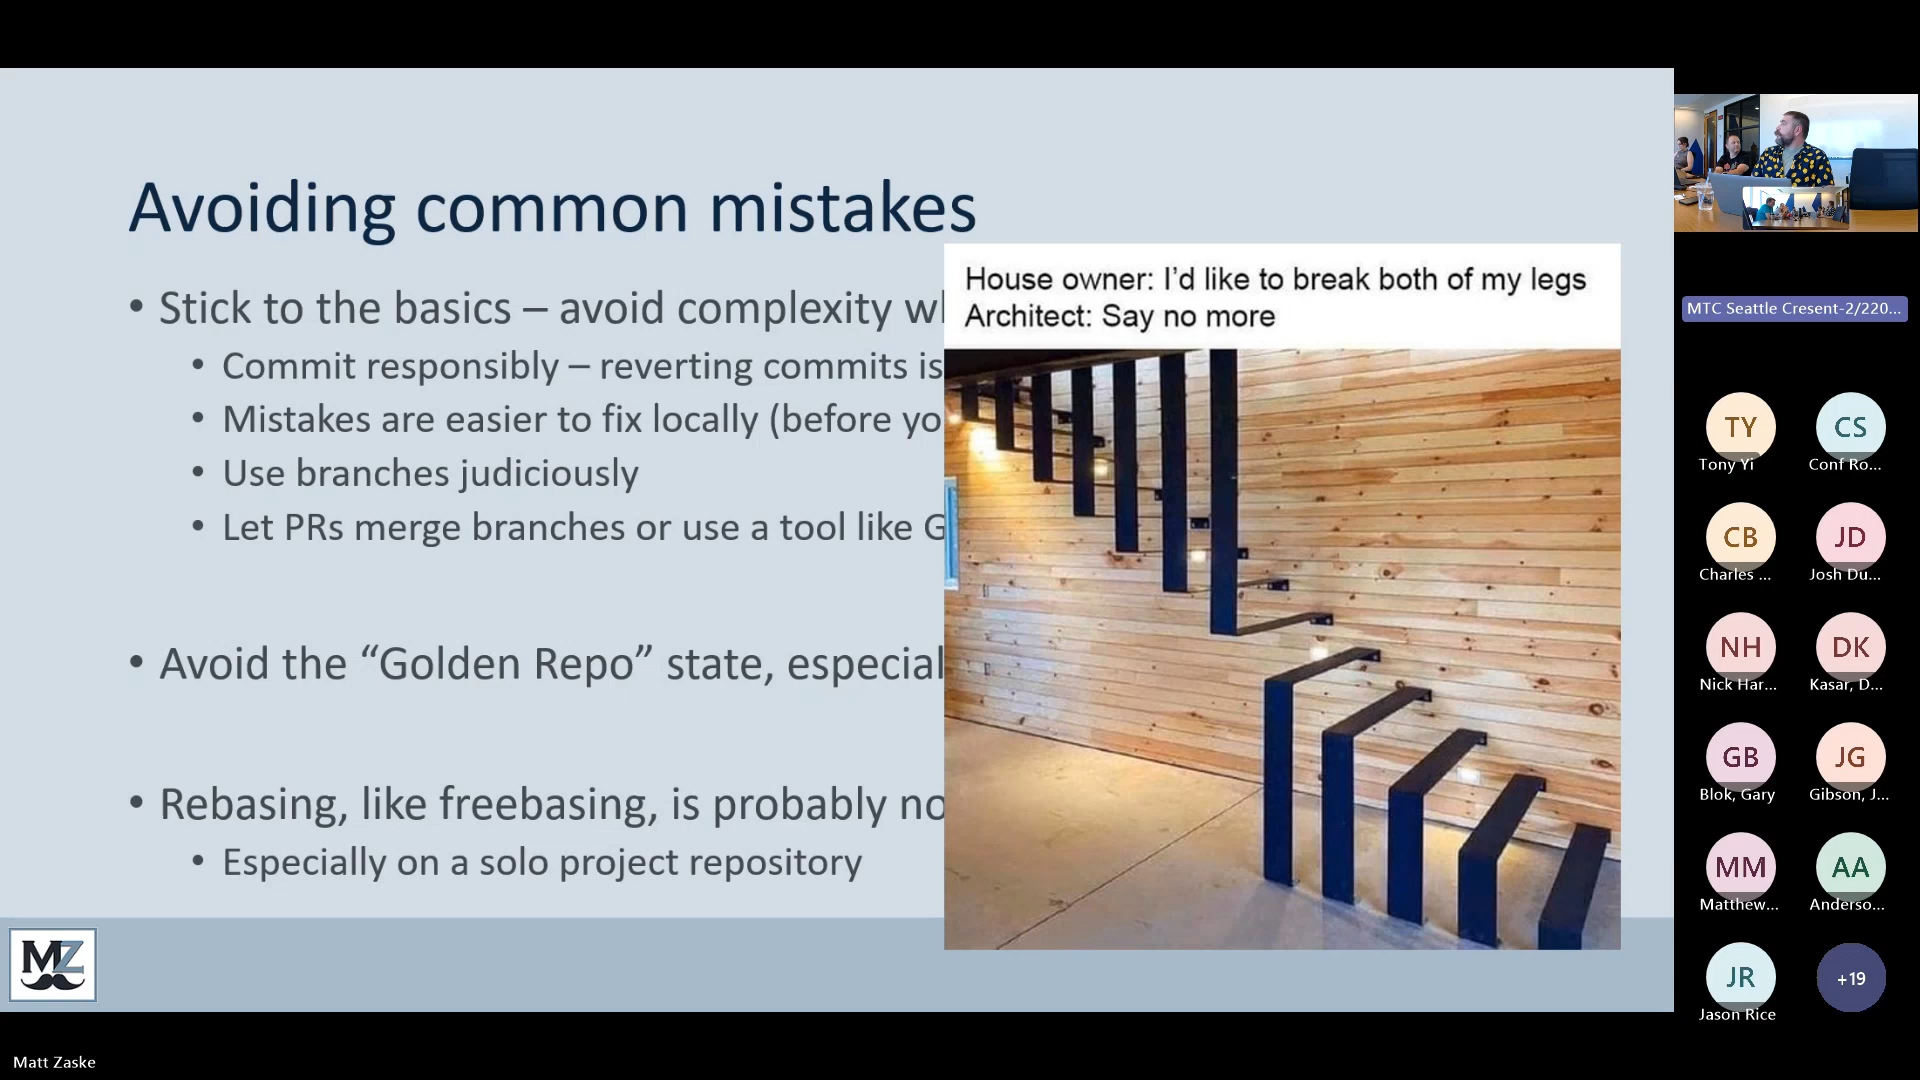 Avoiding common mistakes
• Stick to the basics – avoid complexity
• Commit responsibly – reverting commits is
• Mistakes are easier to fix locally (before
• Use branches judiciously
• Let PRs merge branches or use a tool like
• Avoid the “Golden Repo” state,
• Rebasing, like freebasing, is probably
• Especially on a solo project repository
House owner: I’d like to break both of my legs
Architect: Say no more
MZ
Matt Zaske
MTC Seattle Cresent-2/220...
TY
Tony Yi
CS
Conf Ro...
CB
Charles ...
JD
Josh Du...
NH
Nick Har...
DK
Kasar, D...
GB
Blok, Gary
JG
Gibson, J...
MM
Matthew...
AA
Anderso...
JR
Jason Rice
+19